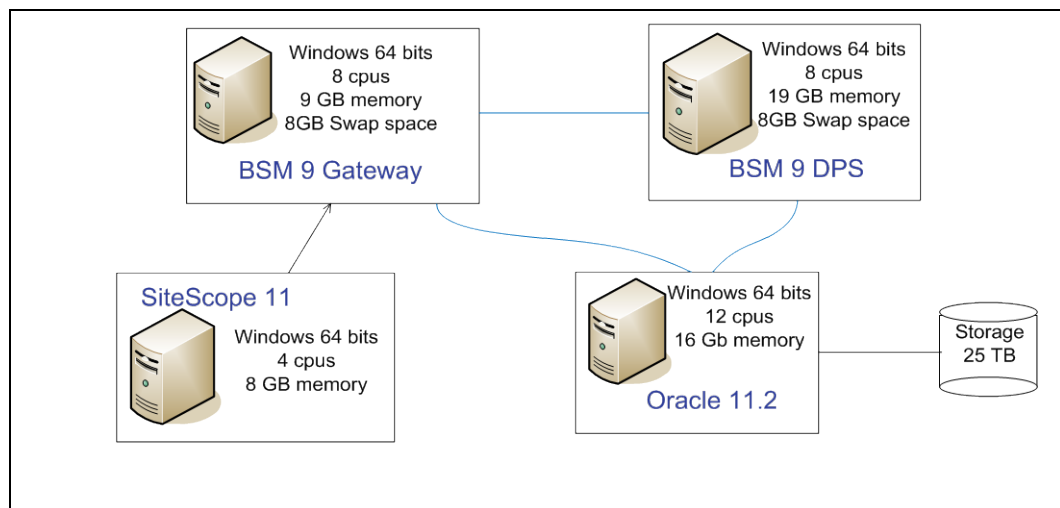 Windows 64 bits
8 cpus
9 GB memory
8GB Swap space
BSM 9 Gateway
Windows 64 bits
8 cpus
19 GB memory
8GB Swap space
BSM 9 DPS
SiteScope 11
Windows 64 bits
4 cpus
8 GB memory
Windows 64 bits
12 cpus
16 Gb memory
Oracle 11.2
Storage
25 TB